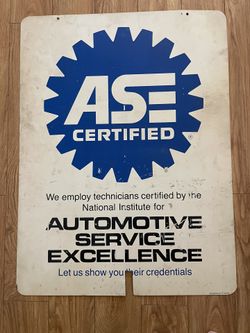 ASE
CERTIFIED
We employ technicians certified by the
National Institute for
AUTOMOTIVE
SERVICE
EXCELLENCE
Let us show you their credentials